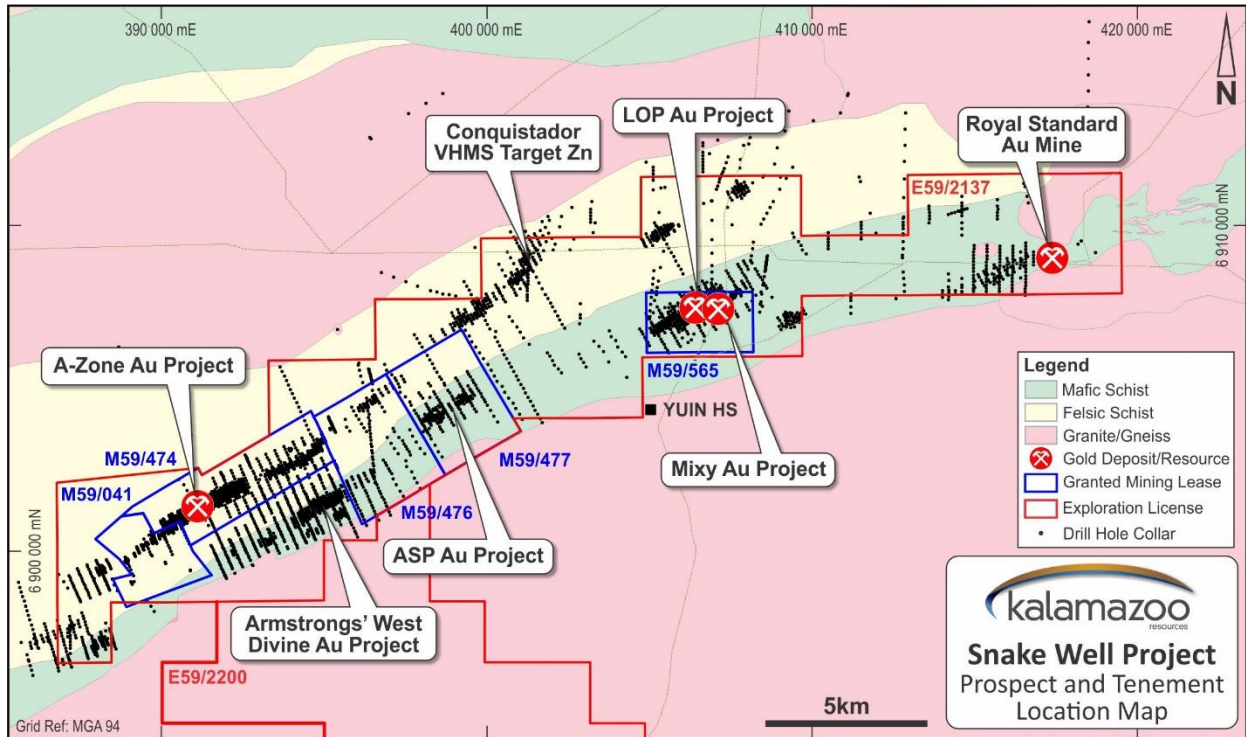 390 000 mE
400 000 mE
410 000 mE
420 000 mE
N
LOP Au Project
Conquistador
VHMS Target Zn
Royal Standard
Au Mine
E59/2137
6 910 000 mN
A-Zone Au Project
M59/474
M59/041
M59/565
YUIN HS
M59/477
M59/476
Mixy Au Project
ASP Au Project
6 900 000 mN
Armstrongs' West
Divine Au Project
E59/2200
Legend
Mafic Schist
Felsic Schist
Granite/Gneiss
Gold Deposit/Resource
Granted Mining Lease
Exploration License
Drill Hole Collar
kalamazoo
resources
Snake Well Project
Prospect and Tenement
Location Map
5km
Grid Ref: MGA 94